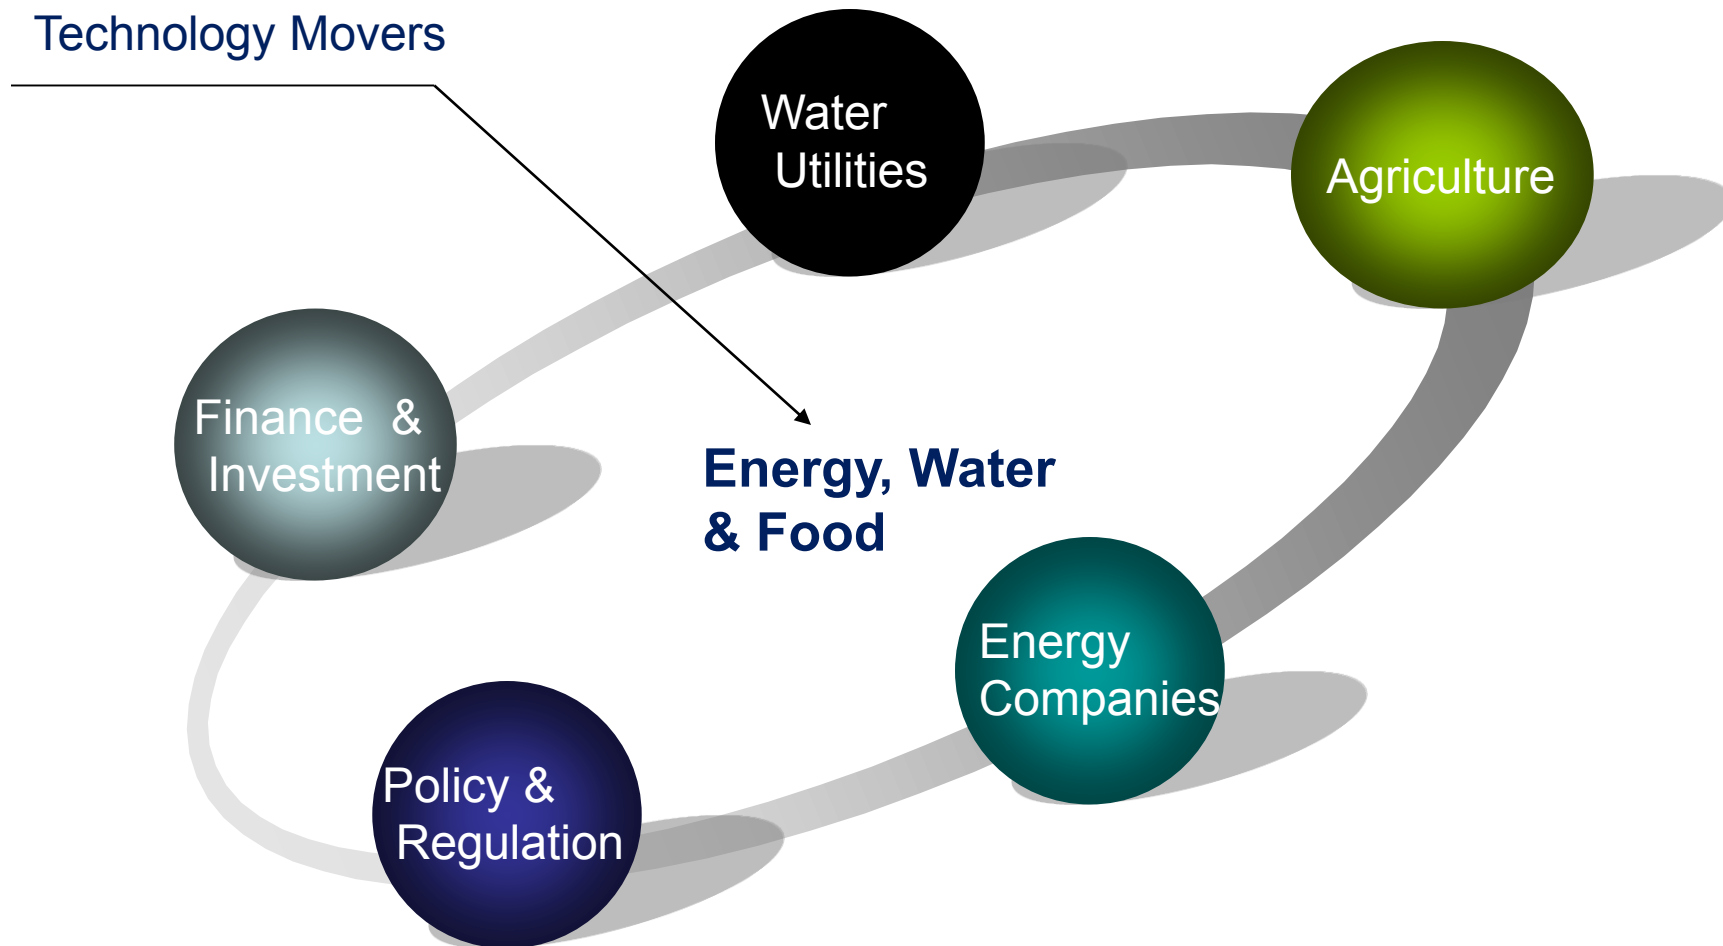 Technology Movers
Water
Utilities
Agriculture
Finance &
Investment
Energy, Water
& Food
Energy
Companies
Policy &
Regulation